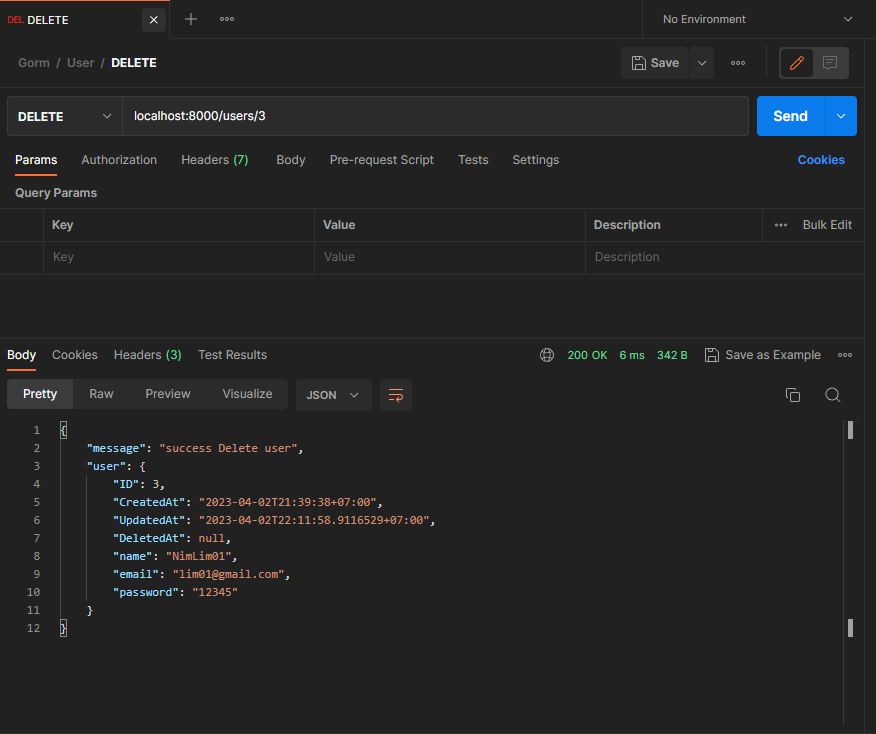 DEL DELETE
No Environment
Gorm / User / DELETE
Save
DELETE
localhost:8000/users/3
Send
Params Authorization Headers (7) Body Pre-request Script Tests Settings Cookies
Query Params
Key Value Description Bulk Edit
Key Value Description
Body Cookies Headers (3) Test Results 200 OK 6 ms 342 B Save as Example
Pretty Raw Preview Visualize JSON
1 {
2 "message": "success Delete user",
3 "user": {
4 "ID": 3,
5 "CreatedAt": "2023-04-02T21:39:38+07:00",
6 "UpdatedAt": "2023-04-02T22:11:58.9116529+07:00",
7 "DeletedAt": null,
8 "name": "NimLim01",
9 "email": "lim01@gmail.com",
10 "password": "12345"
11 }
12 }